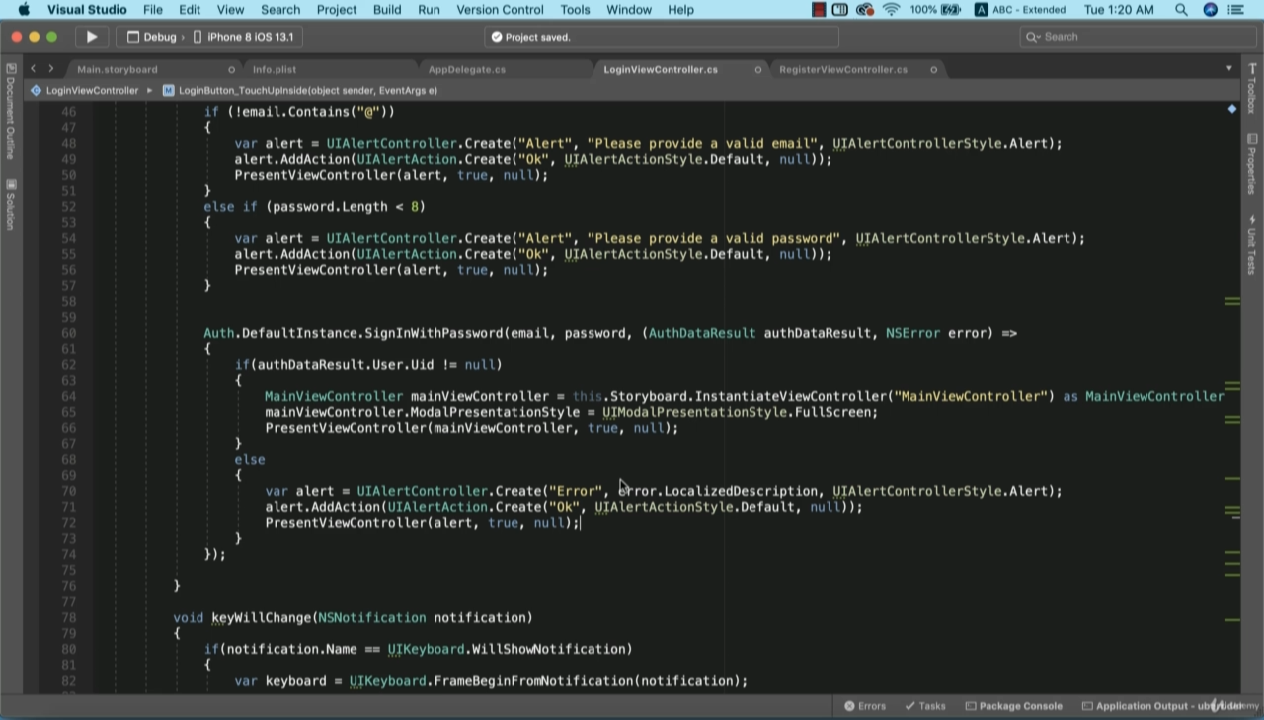 Visual Studio File Edit View Search Project Build Run Version Control Tools Window Help 100% A ABC - Extended Tue 1:20 AM
Debug › iPhone 8 iOS 13.1 Project saved. Search
Main.storyboard Info.plist AppDelegate.cs LoginViewController.cs RegisterViewController.cs
LoginViewController ▸ M LoginButton_TouchUpInside(object sender, EventArgs e)
Document Outline
Solution
Toolbox
Properties
Unit Tests
46 if (!email.Contains("@"))
47 {
48 var alert = UIAlertController.Create("Alert", "Please provide a valid email", UIAlertControllerStyle.Alert);
49 alert.AddAction(UIAlertAction.Create("Ok", UIAlertActionStyle.Default, null));
50 PresentViewController(alert, true, null);
51 }
52 else if (password.Length < 8)
53 {
54 var alert = UIAlertController.Create("Alert", "Please provide a valid password", UIAlertControllerStyle.Alert);
55 alert.AddAction(UIAlertAction.Create("Ok", UIAlertActionStyle.Default, null));
56 PresentViewController(alert, true, null);
57 }
58
59
60 Auth.DefaultInstance.SignInWithPassword(email, password, (AuthDataResult authDataResult, NSError error) =>
61 {
62 if(authDataResult.User.Uid != null)
63 {
64 MainViewController mainViewController = this.Storyboard.InstantiateViewController("MainViewController") as MainViewController
65 mainViewController.ModalPresentationStyle = UIModalPresentationStyle.FullScreen;
66 PresentViewController(mainViewController, true, null);
67 }
68 else
69 {
70 var alert = UIAlertController.Create("Error", error.LocalizedDescription, UIAlertControllerStyle.Alert);
71 alert.AddAction(UIAlertAction.Create("Ok", UIAlertActionStyle.Default, null));
72 PresentViewController(alert, true, null);
73 }
74 });
75
76 }
77
78 void keyWillChange(NSNotification notification)
79 {
80 if(notification.Name == UIKeyboard.WillShowNotification)
81 {
82 var keyboard = UIKeyboard.FrameBeginFromNotification(notification);
Errors Tasks Package Console Application Output -